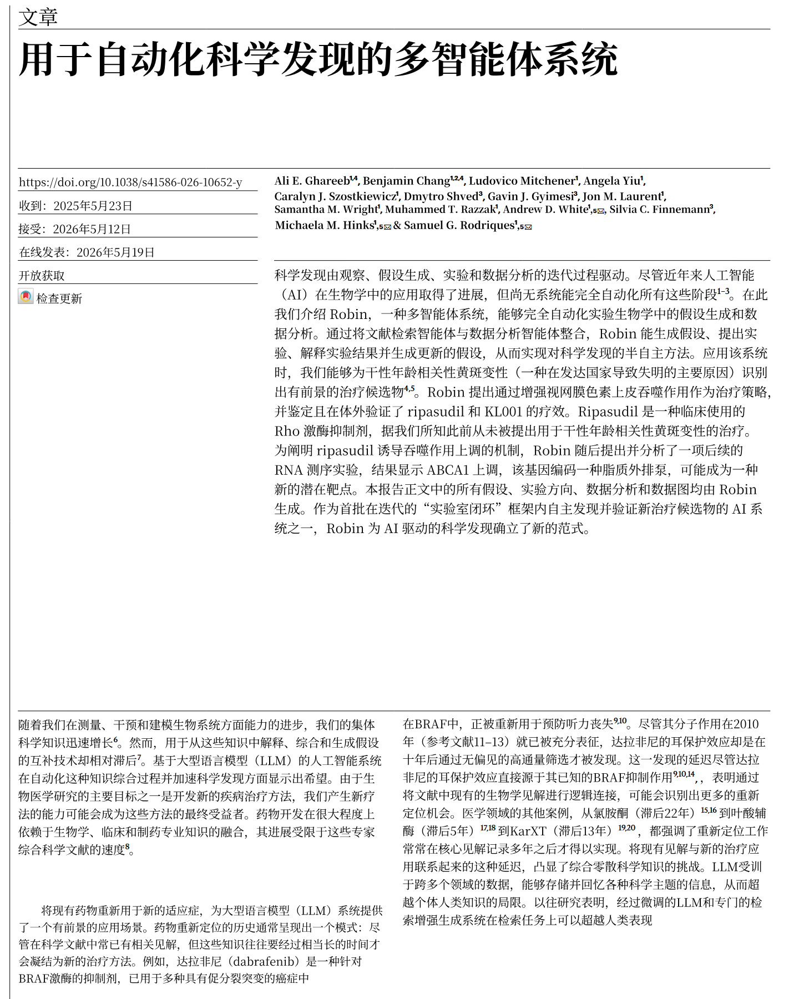 文章
用于自动化科学发现的多智能体系统
https://doi.org/10.1038/s41586-026-10652-y
收到：2025年5月23日
接受：2026年5月12日
在线发表：2026年5月19日
开放获取
检查更新
Ali E. Ghareeb1,4, Benjamin Chang1,2,4, Ludovico Mitchener1, Angela Yiu1,
Caralyn J. Szostkiewicz1, Dmytro Shved3, Gavin J. Gyimesi3, Jon M. Laurent1,
Samantha M. Wright1, Muhammed T. Razzak1, Andrew D. White1,5✉, Silvia C. Finnemann3,
Michaela M. Hinks1,5✉ & Samuel G. Rodriques1,5✉
科学发现由观察、假设生成、实验和数据分析的迭代过程驱动。尽管近年来人工智能
（AI）在生物学中的应用取得了进展，但尚无系统能完全自动化所有这些阶段1–3。在此
我们介绍 Robin，一种多智能体系统，能够完全自动化实验生物学中的假设生成和数
据分析。通过将文献检索智能体与数据分析智能体整合，Robin 能生成假设、提出实
验、解释实验结果并生成更新的假设，从而实现对科学发现的半自主方法。应用该系统
时，我们能够为干性年龄相关性黄斑变性（一种在发达国家导致失明的主要原因）识别
出有前景的治疗候选物4,5。Robin 提出通过增强视网膜色素上皮吞噬作用作为治疗策略，
并鉴定且在体外验证了 ripasudil 和 KL001 的疗效。Ripasudil 是一种临床使用的
Rho 激酶抑制剂，据我们所知此前从未被提出用于干性年龄相关性黄斑变性的治疗。
为阐明 ripasudil 诱导吞噬作用上调的机制，Robin 随后提出并分析了一项后续的
RNA 测序实验，结果显示 ABCA1 上调，该基因编码一种脂质外排泵，可能成为一种
新的潜在靶点。本报告正文中的所有假设、实验方向、数据分析和数据图均由 Robin
生成。作为首批在迭代的“实验室闭环”框架内自主发现并验证新治疗候选物的 AI 系
统之一，Robin 为 AI 驱动的科学发现确立了新的范式。
随着我们在测量、干预和建模生物系统方面能力的进步，我们的集体
科学知识迅速增长6。然而，用于从这些知识中解释、综合和生成假设
的互补技术却相对滞后7。基于大型语言模型（LLM）的人工智能系统
在自动化这种知识综合过程并加速科学发现方面显示出希望。由于生
物医学研究的主要目标之一是开发新的疾病治疗方法，我们产生新疗
法的能力可能会成为这些方法的最终受益者。药物开发在很大程度上
依赖于生物学、临床和制药专业知识的融合，其进展受限于这些专家
综合科学文献的速度8。
将现有药物重新用于新的适应症，为大型语言模型（LLM）系统提供
了一个有前景的应用场景。药物重新定位的历史通常呈现出一个模式：尽
管在科学文献中常已有相关见解，但这些知识往往要经过相当长的时间才
会凝结为新的治疗方法。例如，达拉非尼（dabrafenib）是一种针对
BRAF激酶的抑制剂，已用于多种具有促分裂突变的癌症中
在BRAF中，正被重新用于预防听力丧失9,10。尽管其分子作用在2010
年（参考文献11–13）就已被充分表征，达拉非尼的耳保护效应却是在
十年后通过无偏见的高通量筛选才被发现。这一发现的延迟尽管达拉
非尼的耳保护效应直接源于其已知的BRAF抑制作用9,10,14,，表明通过
将文献中现有的生物学见解进行逻辑连接，可能会识别出更多的重新
定位机会。医学领域的其他案例，从氯胺酮（滞后22年）15,16 到叶酸辅
酶（滞后5年）17,18 到KarXT（滞后13年）19,20 ，都强调了重新定位工作
常常在核心见解记录多年之后才得以实现。将现有见解与新的治疗应
用联系起来的这种延迟，凸显了综合零散科学知识的挑战。LLM受训
于跨多个领域的数据，能够存储并回忆各种科学主题的信息，从而超
越个体人类知识的局限。以往研究表明，经过微调的LLM和专门的检
索增强生成系统在检索任务上可以超越人类表现